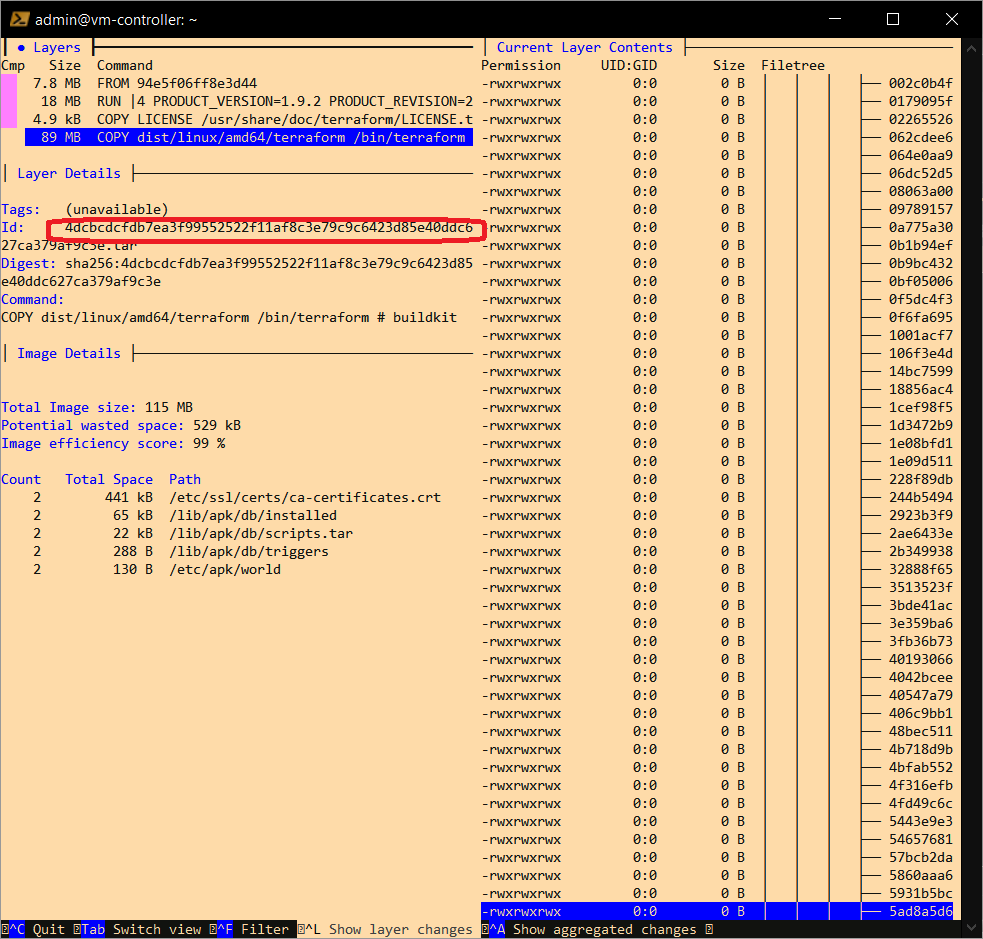 admin@vm-controller: ~
● Layers
Cmp Size Command
7.8 MB FROM 94e5f06ff8e3d44
18 MB RUN |4 PRODUCT_VERSION=1.9.2 PRODUCT_REVISION=2
4.9 kB COPY LICENSE /usr/share/doc/terraform/LICENSE.t
89 MB COPY dist/linux/amd64/terraform /bin/terraform
Layer Details
Tags: (unavailable)
Id: 4dcbcdcfdb7ea3f99552522f11af8c3e79c9c6423d85e40ddc6
27ca379af9c3e.tar
Digest: sha256:4dcbcdcfdb7ea3f99552522f11af8c3e79c9c6423d85
e40ddc627ca379af9c3e
Command:
COPY dist/linux/amd64/terraform /bin/terraform # buildkit
Image Details
Total Image size: 115 MB
Potential wasted space: 529 kB
Image efficiency score: 99 %
Count Total Space Path
2 441 kB /etc/ssl/certs/ca-certificates.crt
2 65 kB /lib/apk/db/installed
2 22 kB /lib/apk/db/scripts.tar
2 288 B /lib/apk/db/triggers
2 130 B /etc/apk/world
Current Layer Contents
Permission UID:GID Size Filetree
-rwxrwxrwx 0:0 0 B 002c0b4f
-rwxrwxrwx 0:0 0 B 0179095f
-rwxrwxrwx 0:0 0 B 02265526
-rwxrwxrwx 0:0 0 B 062cdee6
-rwxrwxrwx 0:0 0 B 064e0aa9
-rwxrwxrwx 0:0 0 B 06dc52d5
-rwxrwxrwx 0:0 0 B 08063a00
-rwxrwxrwx 0:0 0 B 09789157
-rwxrwxrwx 0:0 0 B 0a775a30
-rwxrwxrwx 0:0 0 B 0b1b94ef
-rwxrwxrwx 0:0 0 B 0b9bc432
-rwxrwxrwx 0:0 0 B 0bf05006
-rwxrwxrwx 0:0 0 B 0f5dc4f3
-rwxrwxrwx 0:0 0 B 0f6fa695
-rwxrwxrwx 0:0 0 B 1001acf7
-rwxrwxrwx 0:0 0 B 106f3e4d
-rwxrwxrwx 0:0 0 B 14bc7599
-rwxrwxrwx 0:0 0 B 18856ac4
-rwxrwxrwx 0:0 0 B 1cef98f5
-rwxrwxrwx 0:0 0 B 1d3472b9
-rwxrwxrwx 0:0 0 B 1e08bfd1
-rwxrwxrwx 0:0 0 B 1e09d511
-rwxrwxrwx 0:0 0 B 228f89db
-rwxrwxrwx 0:0 0 B 244b5494
-rwxrwxrwx 0:0 0 B 2923b3f9
-rwxrwxrwx 0:0 0 B 2ae6433e
-rwxrwxrwx 0:0 0 B 2b349938
-rwxrwxrwx 0:0 0 B 32888f65
-rwxrwxrwx 0:0 0 B 3513523f
-rwxrwxrwx 0:0 0 B 3bde41ac
-rwxrwxrwx 0:0 0 B 3e359ba6
-rwxrwxrwx 0:0 0 B 3fb36b73
-rwxrwxrwx 0:0 0 B 40193066
-rwxrwxrwx 0:0 0 B 4042bcee
-rwxrwxrwx 0:0 0 B 40547a79
-rwxrwxrwx 0:0 0 B 406c9bb1
-rwxrwxrwx 0:0 0 B 48bec511
-rwxrwxrwx 0:0 0 B 4b718d9b
-rwxrwxrwx 0:0 0 B 4bfab552
-rwxrwxrwx 0:0 0 B 4f316efb
-rwxrwxrwx 0:0 0 B 4fd49c6c
-rwxrwxrwx 0:0 0 B 5443e9e3
-rwxrwxrwx 0:0 0 B 54657681
-rwxrwxrwx 0:0 0 B 57bcb2da
-rwxrwxrwx 0:0 0 B 5860aaa6
-rwxrwxrwx 0:0 0 B 5931b5bc
-rwxrwxrwx 0:0 0 B 5ad8a5d6
^C Quit Tab Switch view ^F Filter ^L Show layer changes ^A Show aggregated changes